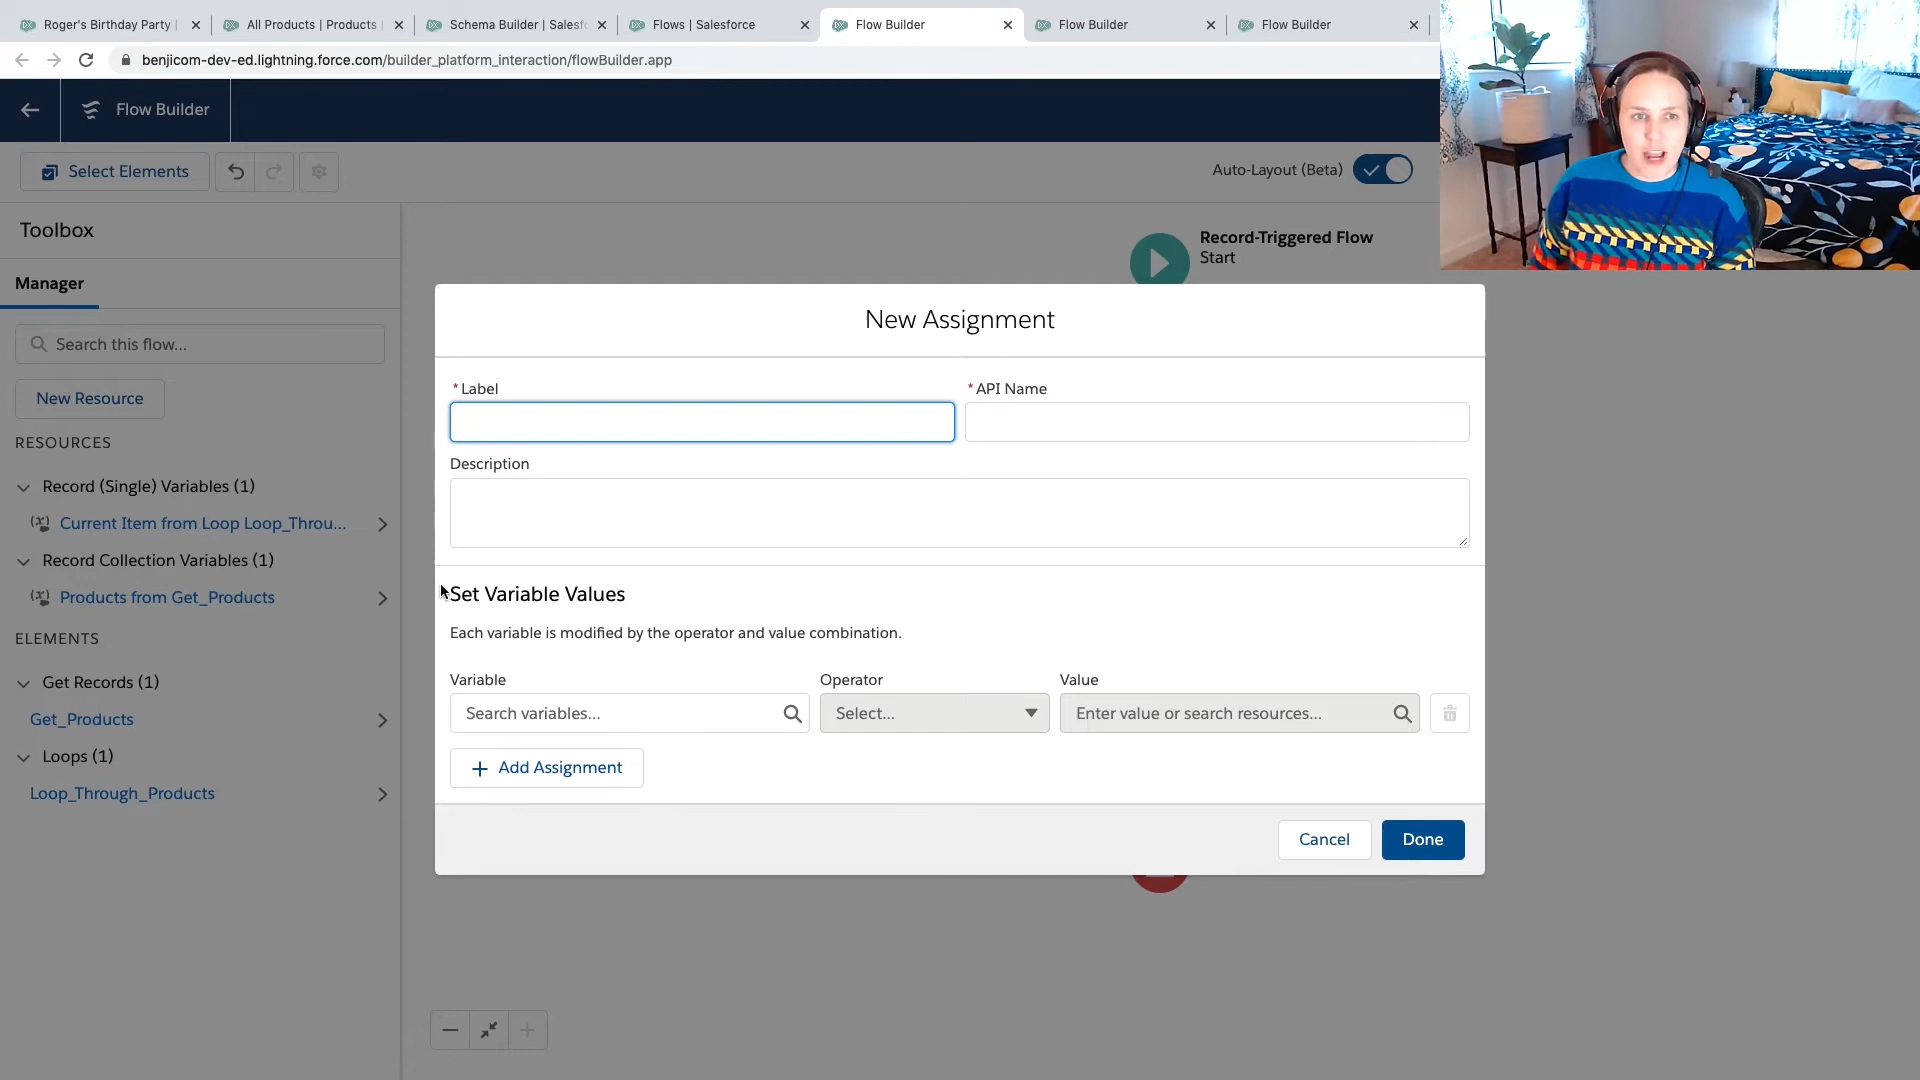 Roger's Birthday Party |
All Products | Products |
Schema Builder | Salesf
Flows | Salesforce
Flow Builder
Flow Builder
Flow Builder
benjicom-dev-ed.lightning.force.com/builder_platform_interaction/flowBuilder.app
Flow Builder
Select Elements
Auto-Layout (Beta)
Toolbox
Record-Triggered Flow
Start
Manager
Search this flow...
New Resource
RESOURCES
Record (Single) Variables (1)
Current Item from Loop Loop_Throu...
Record Collection Variables (1)
Products from Get_Products
ELEMENTS
Get Records (1)
Get_Products
Loops (1)
Loop_Through_Products
New Assignment
* Label
* API Name
Description
Set Variable Values
Each variable is modified by the operator and value combination.
Variable
Operator
Value
Search variables...
Select...
Enter value or search resources...
+ Add Assignment
Cancel
Done